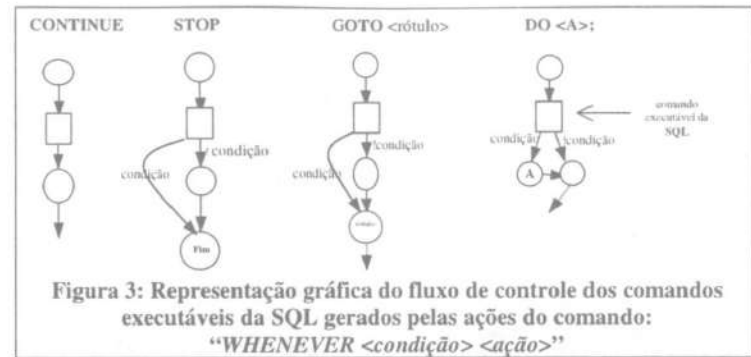 CONTINUE STOP GOTO <rótulo> DO <A>;
comando
executável da
SQL
condição !condição
condição !condição
condição !condição
condição
A
Fim
Figura 3: Representação gráfica do fluxo de controle dos comandos
executáveis da SQL gerados pelas ações do comando:
“WHENEVER <condição> <ação>”